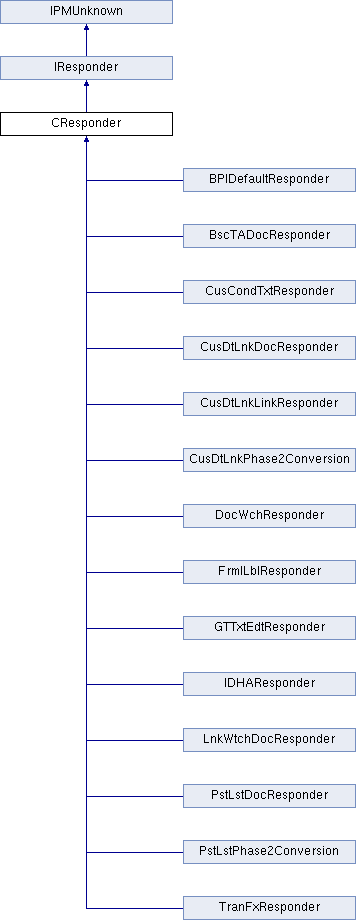 IPMUnknown
IResponder
CResponder
BPIDefaultResponder
BscTADocResponder
CusCondTxtResponder
CusDtLnkDocResponder
CusDtLnkLinkResponder
CusDtLnkPhase2Conversion
DocWchResponder
FrmlLblResponder
GTTxtEdtResponder
IDHAResponder
LnkWtchDocResponder
PstLstDocResponder
PstLstPhase2Conversion
TranFxResponder